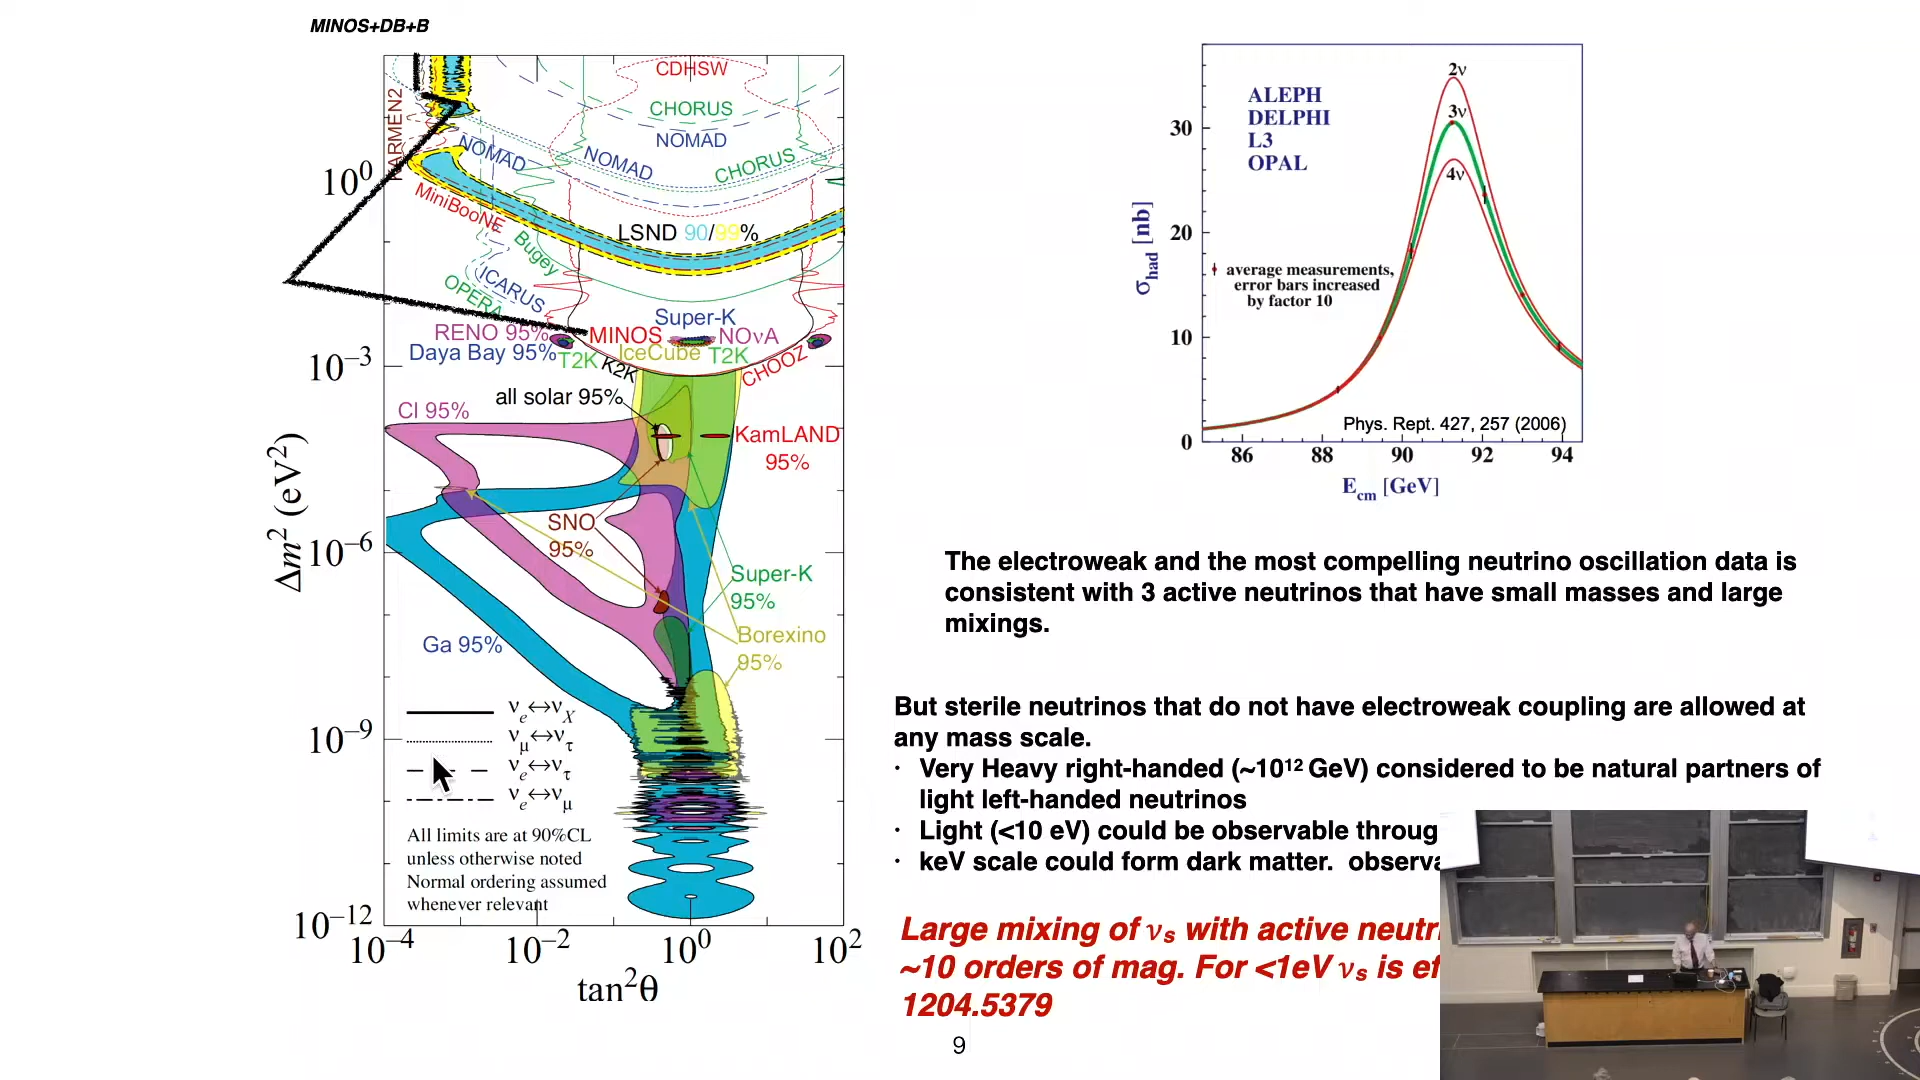 MINOS+DB+B
KARMEN2
CDHSW
CHORUS
NOMAD
NOMAD
NOMAD
CHORUS
MiniBooNE
LSND 90/99%
Bugey
ICARUS
OPERA
Super-K
RENO 95%
MINOS
NOνA
Daya Bay 95%
T2K
IceCube
T2K
K2K
CHOOZ
all solar 95%
Cl 95%
KamLAND
95%
SNO
95%
Super-K
95%
Borexino
95%
Ga 95%
νe↔νX
νμ↔ντ
νe↔ντ
νe↔νμ
All limits are at 90%CL
unless otherwise noted
Normal ordering assumed
whenever relevant
Δm² (eV²)
10⁰
10⁻³
10⁻⁶
10⁻⁹
10⁻¹²
10⁻⁴ 10⁻² 10⁰ 10²
tan²θ
ALEPH
DELPHI
L3
OPAL
2ν
3ν
4ν
average measurements,
error bars increased
by factor 10
Phys. Rept. 427, 257 (2006)
σhad [nb]
30
20
10
0
86 88 90 92 94
Ecm [GeV]
The electroweak and the most compelling neutrino oscillation data is
consistent with 3 active neutrinos that have small masses and large
mixings.
But sterile neutrinos that do not have electroweak coupling are allowed at
any mass scale.
· Very Heavy right-handed (~10¹² GeV) considered to be natural partners of
light left-handed neutrinos
· Light (<10 eV) could be observable throug
· keV scale could form dark matter. observa
Large mixing of νs with active neutr
~10 orders of mag. For <1eV νs is ef
1204.5379
9